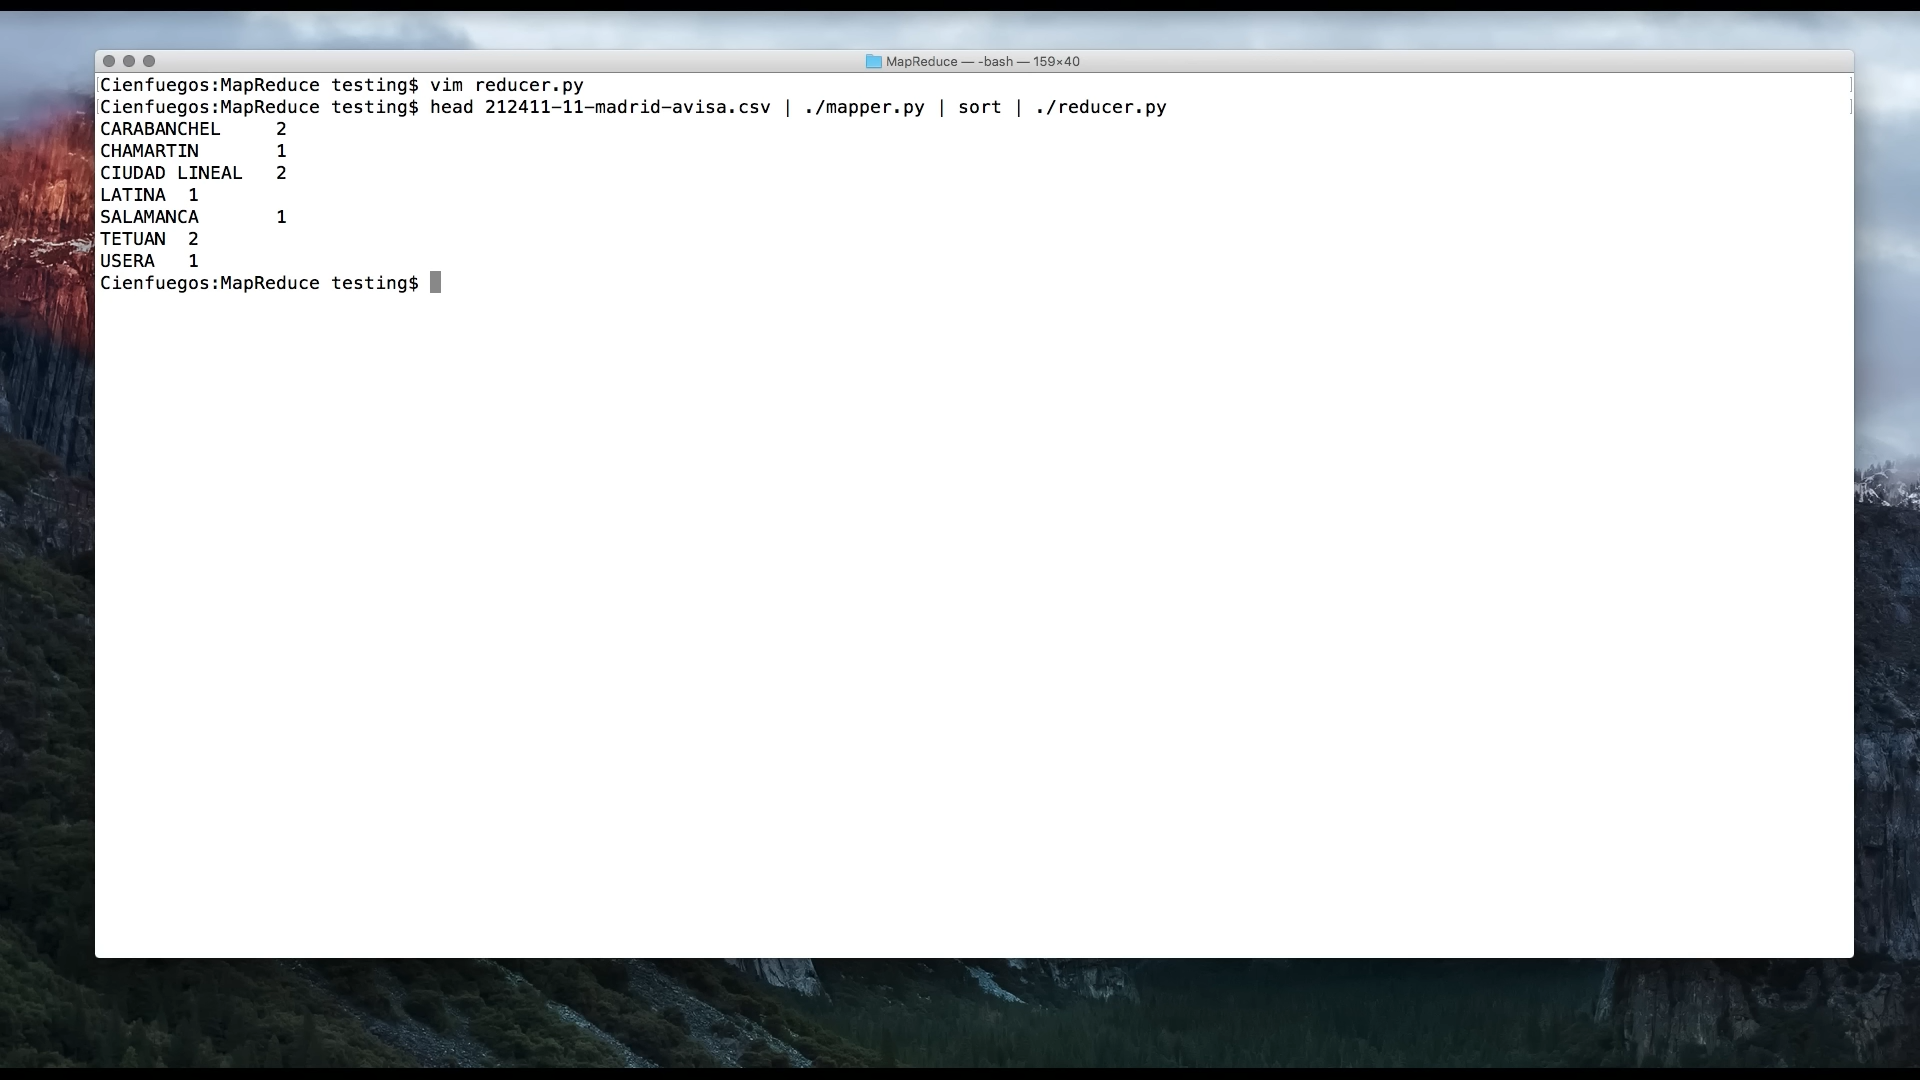 MapReduce — -bash — 159×40
Cienfuegos:MapReduce testing$ vim reducer.py
Cienfuegos:MapReduce testing$ head 212411-11-madrid-avisa.csv | ./mapper.py | sort | ./reducer.py
CARABANCHEL 2
CHAMARTIN 1
CIUDAD LINEAL 2
LATINA 1
SALAMANCA 1
TETUAN 2
USERA 1
Cienfuegos:MapReduce testing$